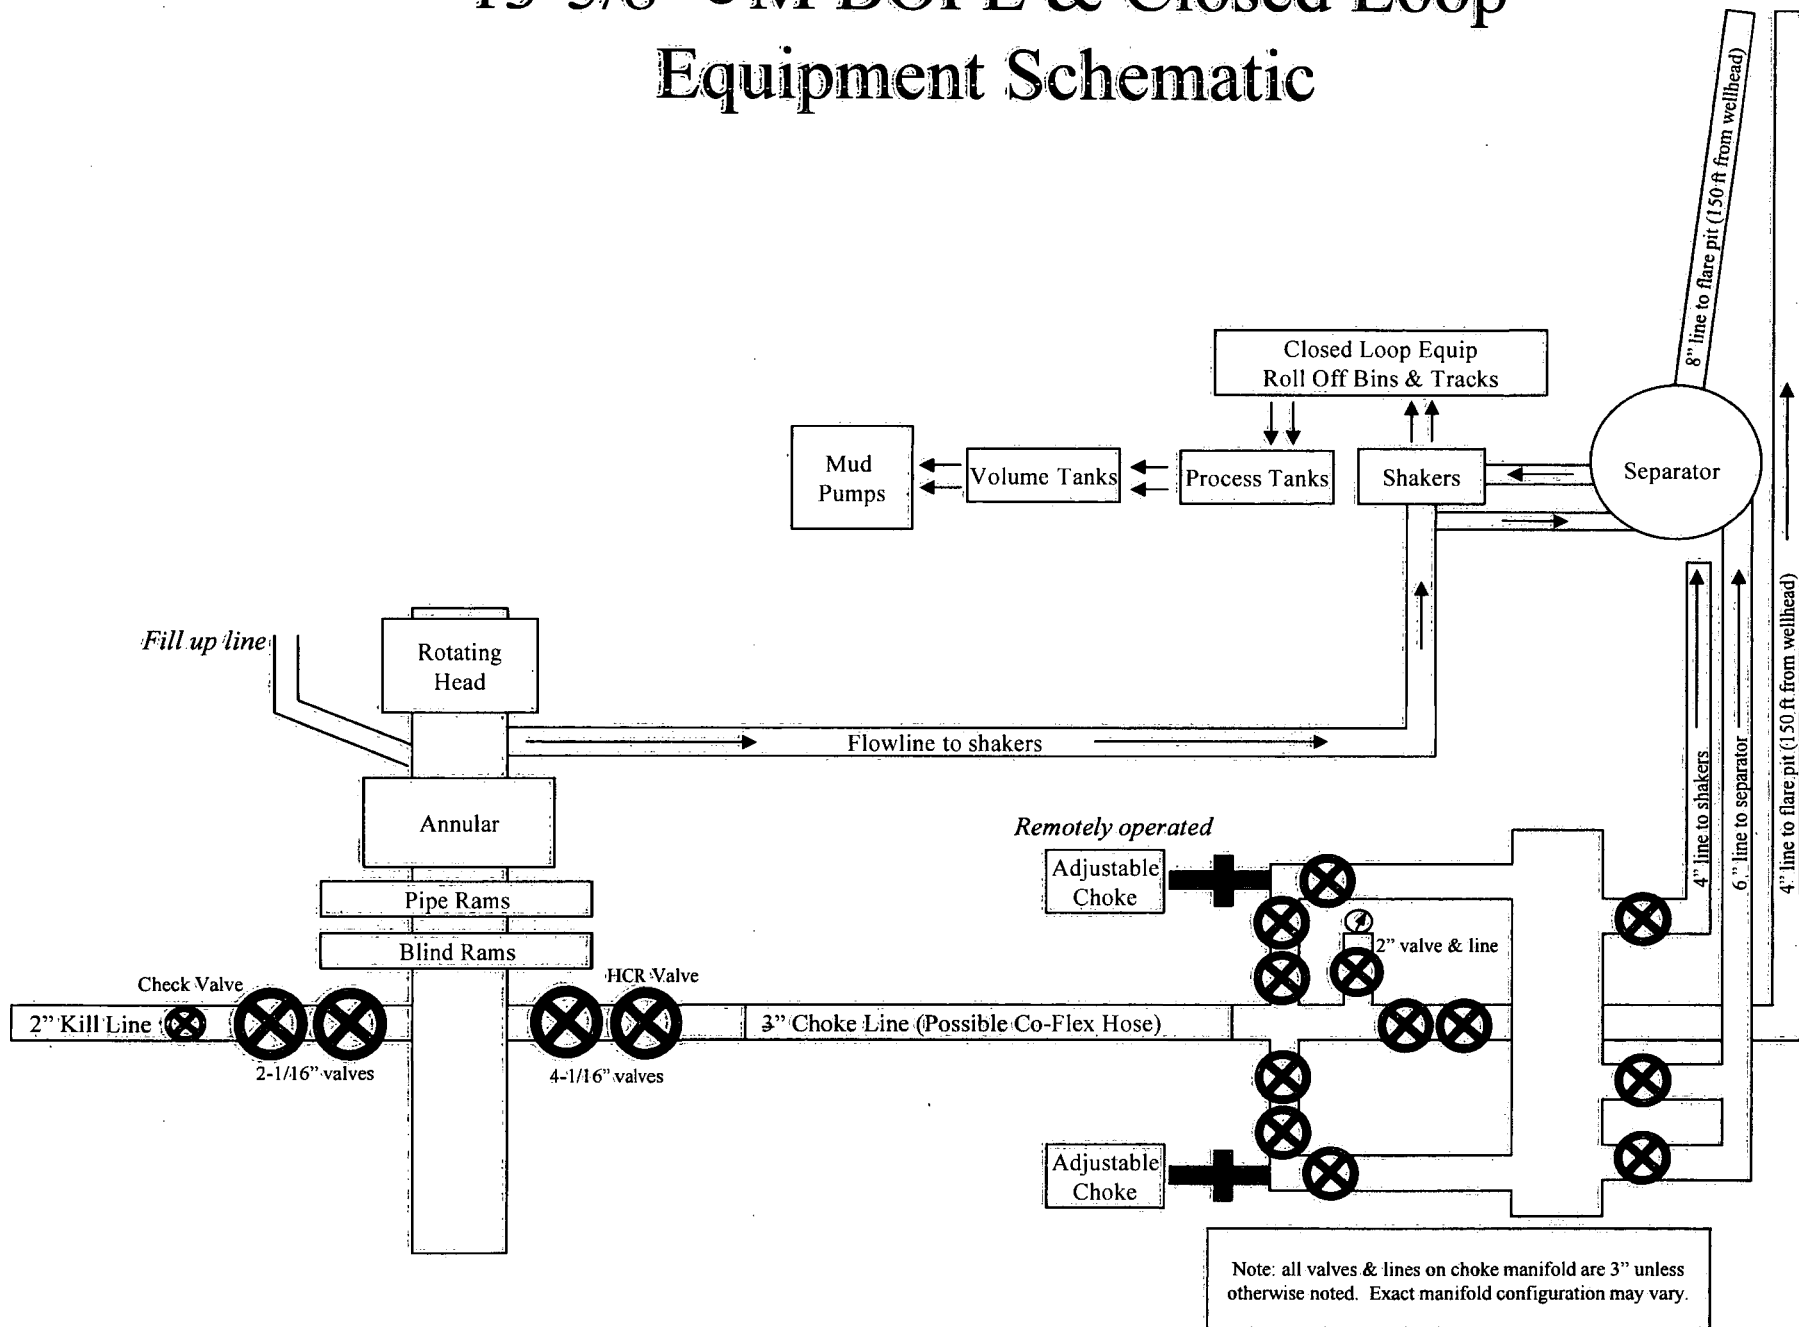 BOPE & Closed Loop
Equipment Schematic
8” line to flare pit (150 ft from wellhead)
Closed Loop Equip
Roll Off Bins & Tracks
Mud
Pumps
Volume Tanks
Process Tanks
Shakers
Separator
Fill up line
Rotating
Head
Flowline to shakers
Annular
Pipe Rams
Blind Rams
Check Valve
HCR Valve
2” Kill Line
3” Choke Line (Possible Co-Flex Hose)
2-1/16” valves
4-1/16” valves
Remotely operated
Adjustable
Choke
2” valve & line
Adjustable
Choke
4” line to shakers
6” line to separator
4” line to flare pit (150 ft from wellhead)
Note: all valves & lines on choke manifold are 3” unless
otherwise noted. Exact manifold configuration may vary.